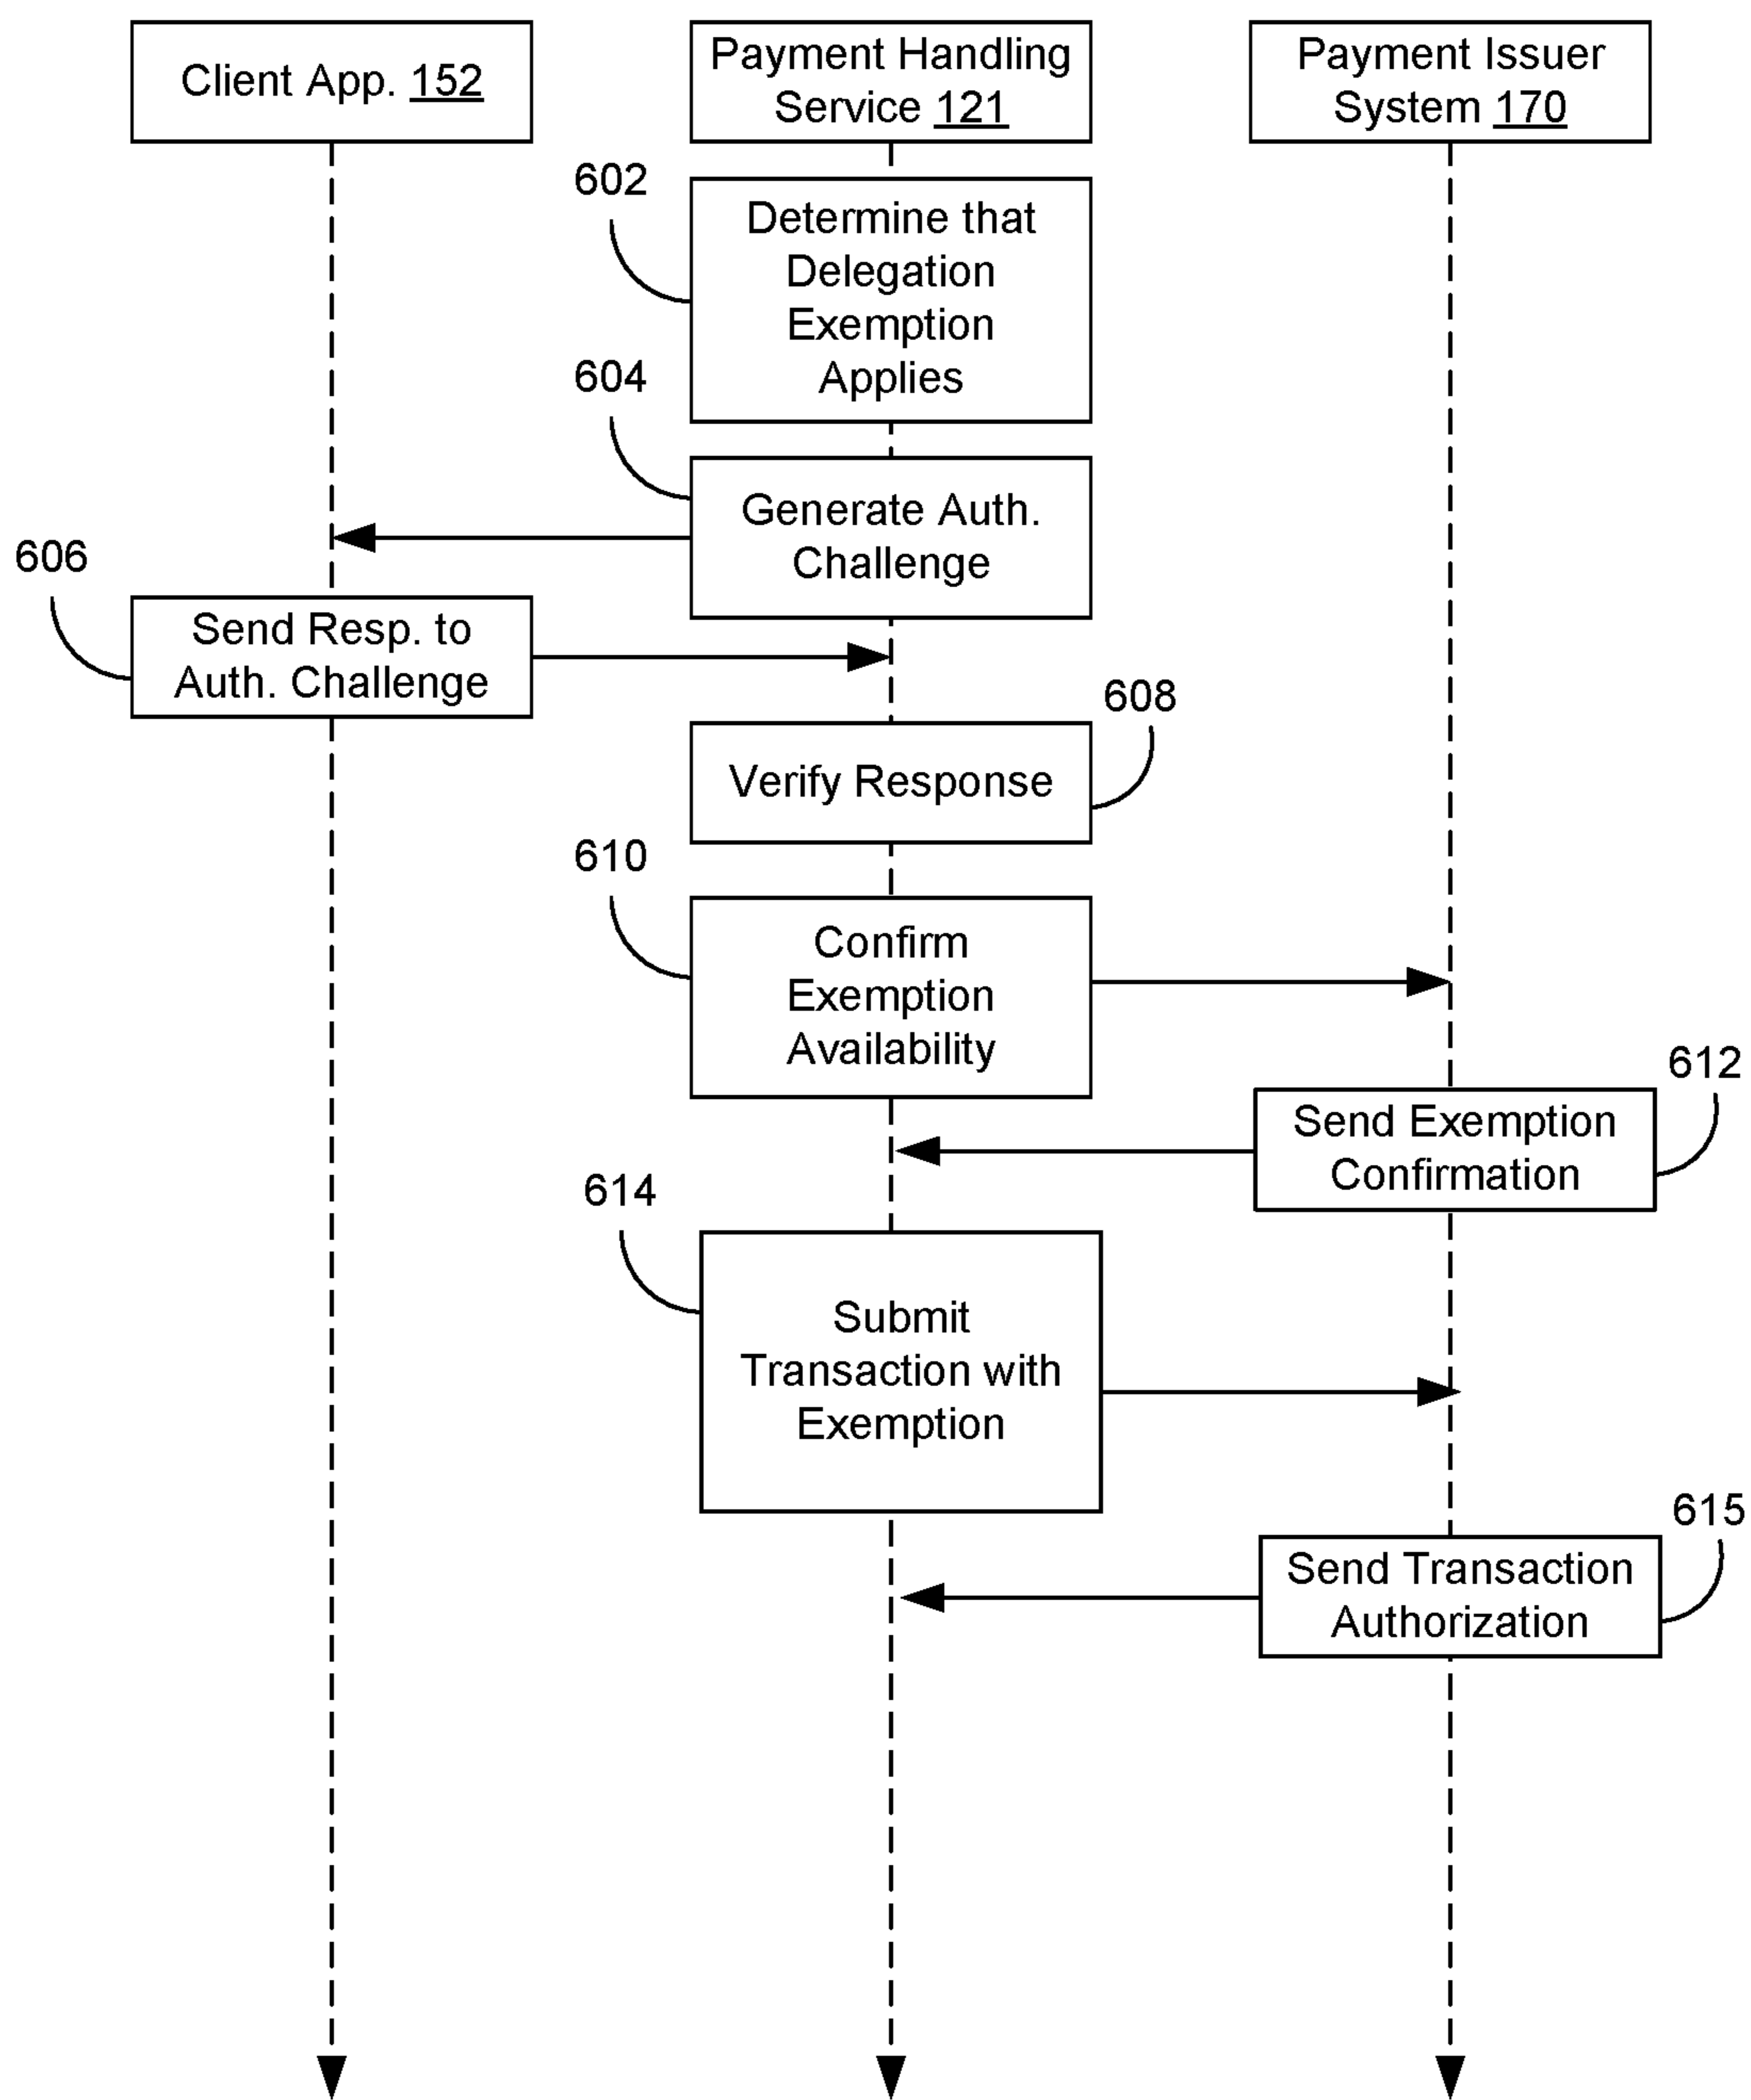 Client App. 152
Payment Handling
Service 121
Payment Issuer
System 170
602
Determine that
Delegation
Exemption
Applies
604
Generate Auth.
Challenge
606
Send Resp. to
Auth. Challenge
608
Verify Response
610
Confirm
Exemption
Availability
612
Send Exemption
Confirmation
614
Submit
Transaction with
Exemption
615
Send Transaction
Authorization